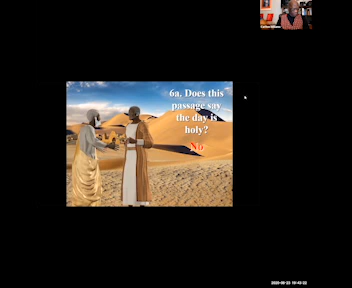 6a. Does this
passage say
the day is
holy?
No